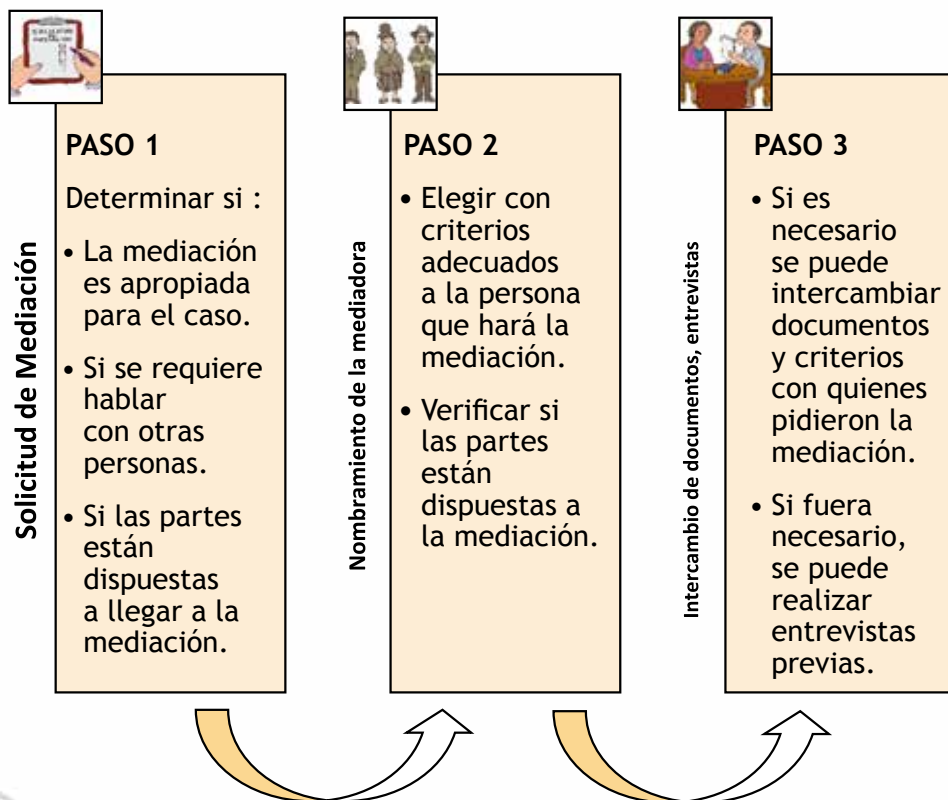 Solicitud de Mediación
PASO 1
Determinar si :
• La mediación
es apropiada
para el caso.
• Si se requiere
hablar
con otras
personas.
• Si las partes
están
dispuestas
a llegar a la
mediación.
Nombramiento de la mediadora
PASO 2
• Elegir con
criterios
adecuados
a la persona
que hará la
mediación.
• Verificar si
las partes
están
dispuestas a
la mediación.
Intercambio de documentos, entrevistas
PASO 3
• Si es
necesario
se puede
intercambiar
documentos
y criterios
con quienes
pidieron la
mediación.
• Si fuera
necesario,
se puede
realizar
entrevistas
previas.